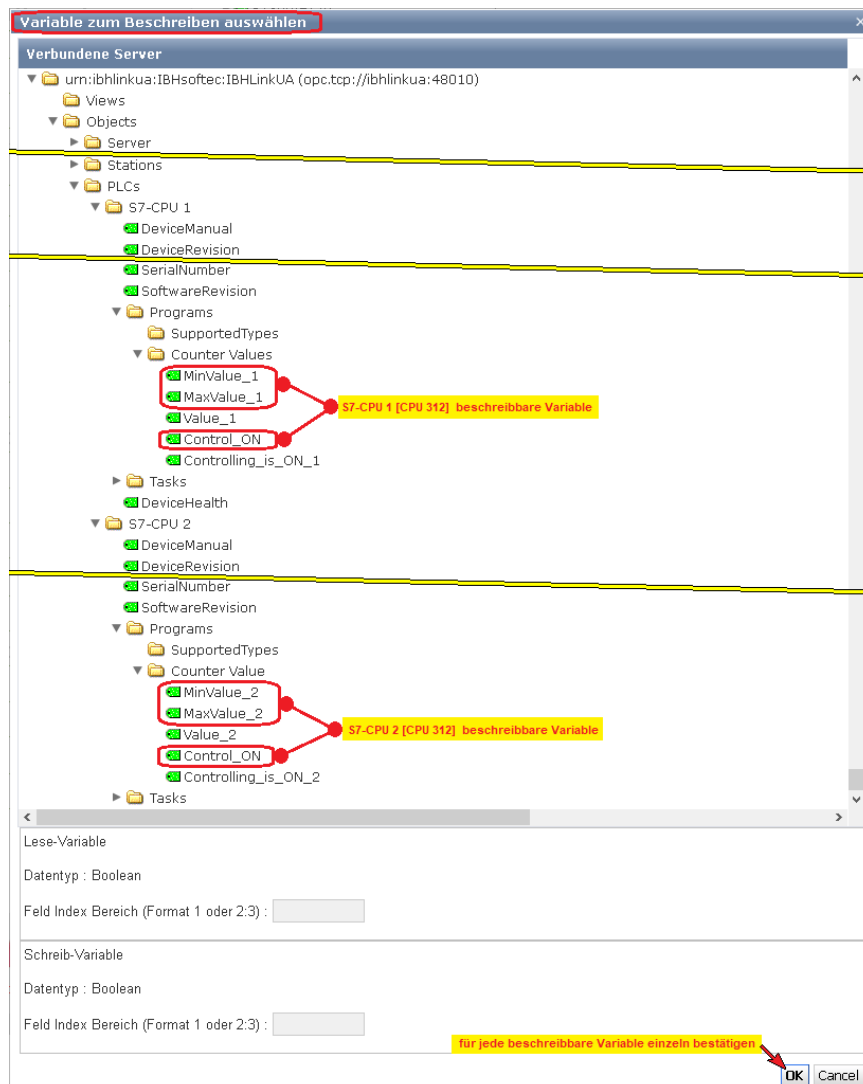 Variable zum Beschreiben auswählen
Verbundene Server
urn:ibhlinkua:IBHsoftec:IBHLinkUA (opc.tcp://ibhlinkua:48010)
Views
Objects
Server
Stations
PLCs
S7-CPU 1
DeviceManual
DeviceRevision
SerialNumber
SoftwareRevision
Programs
SupportedTypes
Counter Values
MinValue_1
MaxValue_1
S7-CPU 1 [CPU 312] beschreibbare Variable
Value_1
Control_ON
Controlling_is_ON_1
Tasks
DeviceHealth
S7-CPU 2
DeviceManual
DeviceRevision
SerialNumber
SoftwareRevision
Programs
SupportedTypes
Counter Value
MinValue_2
MaxValue_2
S7-CPU 2 [CPU 312] beschreibbare Variable
Value_2
Control_ON
Controlling_is_ON_2
Tasks
Lese-Variable
Datentyp : Boolean
Feld Index Bereich (Format 1 oder 2:3) :
Schreib-Variable
Datentyp : Boolean
Feld Index Bereich (Format 1 oder 2:3) :
für jede beschreibbare Variable einzeln bestätigen
OK Cancel